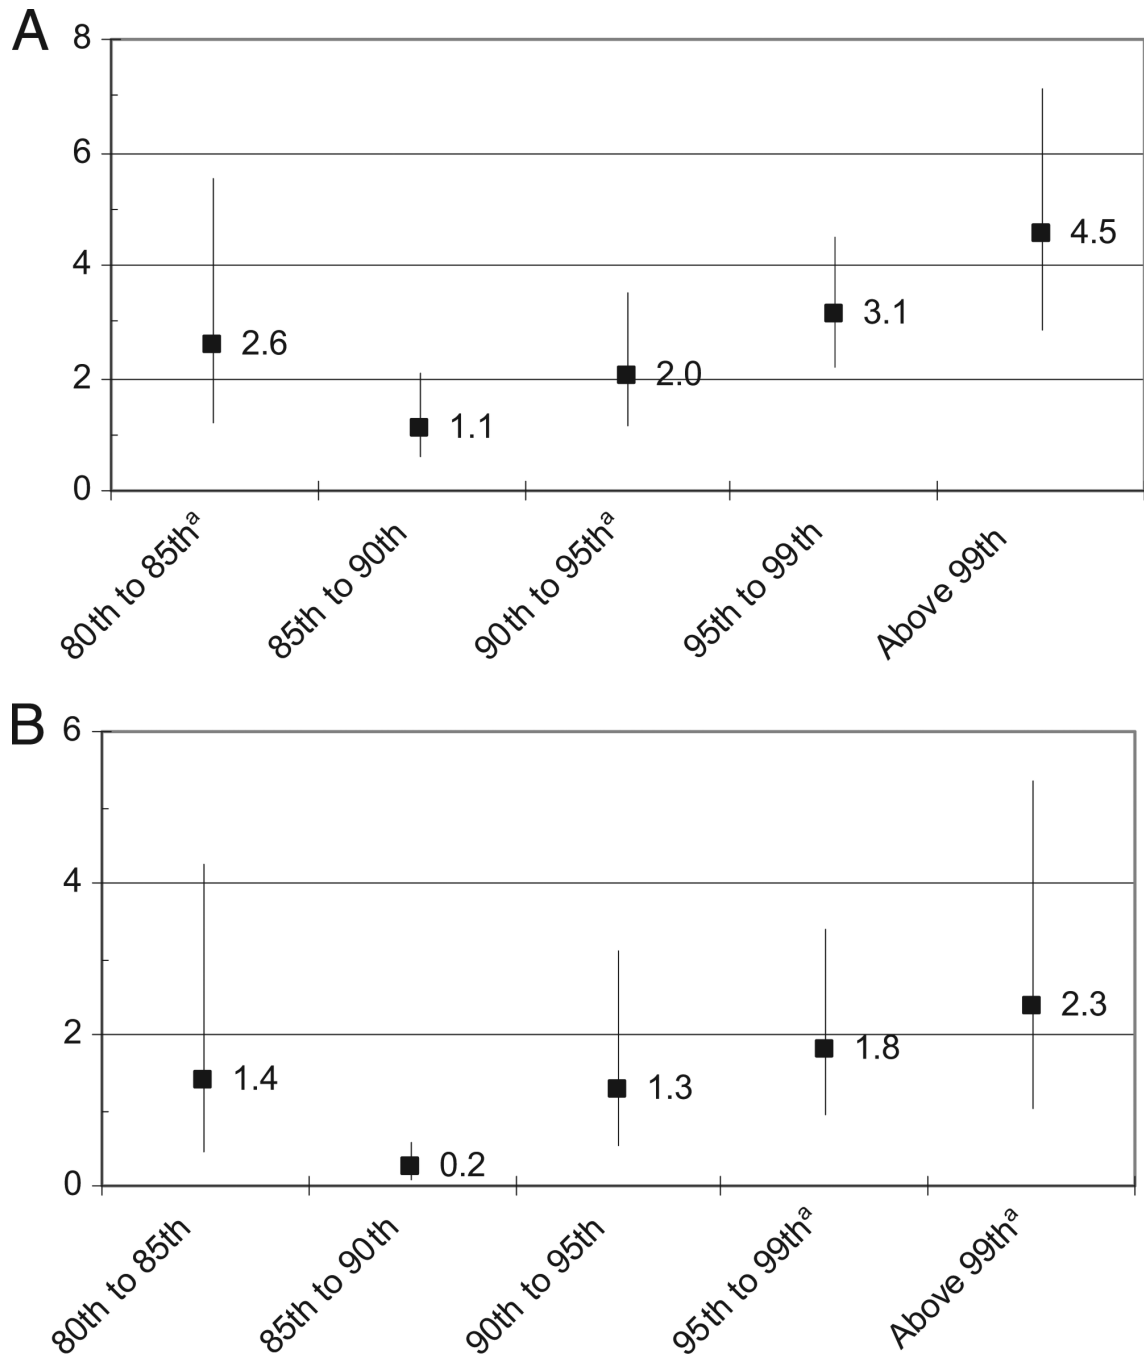 A
8
6
4
2
0
2.6
1.1
2.0
3.1
4.5
80th to 85thᵃ
85th to 90th
90th to 95thᵃ
95th to 99th
Above 99th
B
6
4
2
0
1.4
0.2
1.3
1.8
2.3
80th to 85th
85th to 90th
90th to 95th
95th to 99thᵃ
Above 99thᵃ